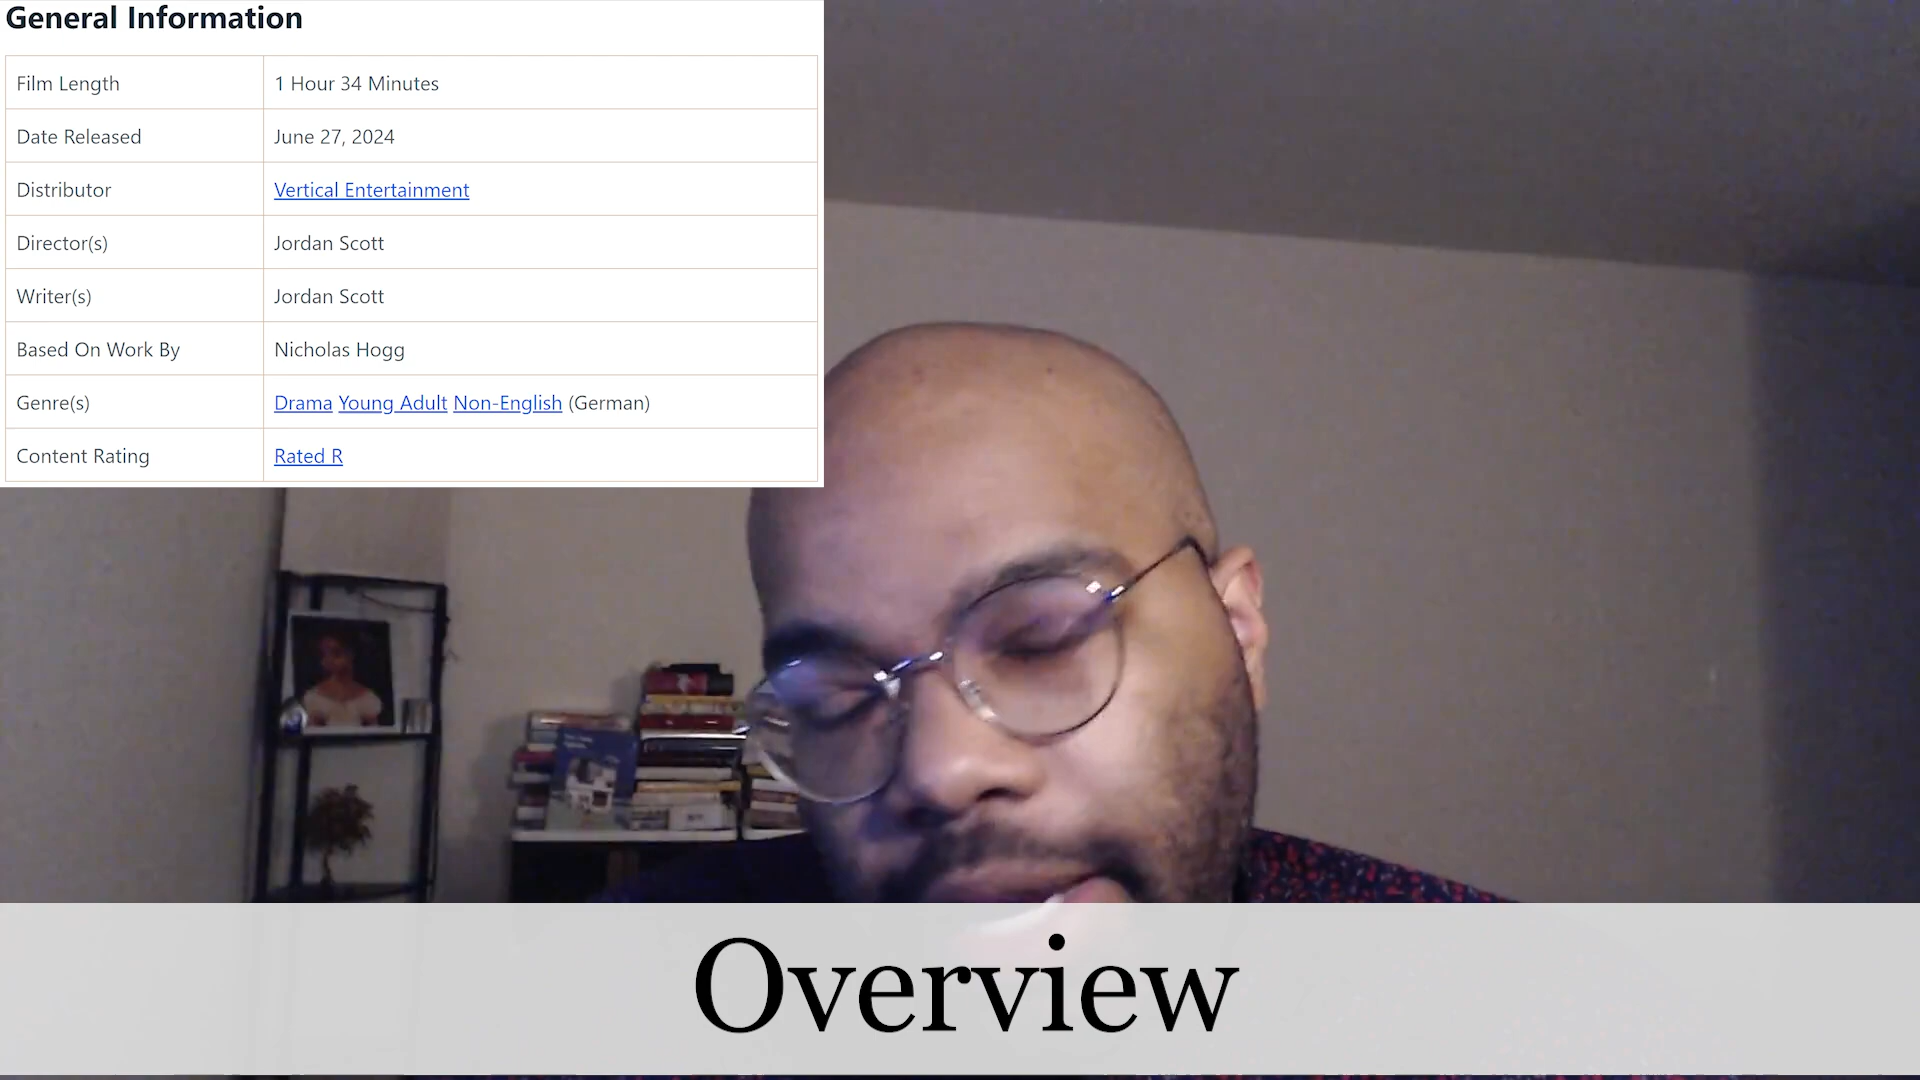 General Information
Film Length 1 Hour 34 Minutes
Date Released June 27, 2024
Distributor Vertical Entertainment
Director(s) Jordan Scott
Writer(s) Jordan Scott
Based On Work By Nicholas Hogg
Genre(s) Drama Young Adult Non-English (German)
Content Rating Rated R
Overview